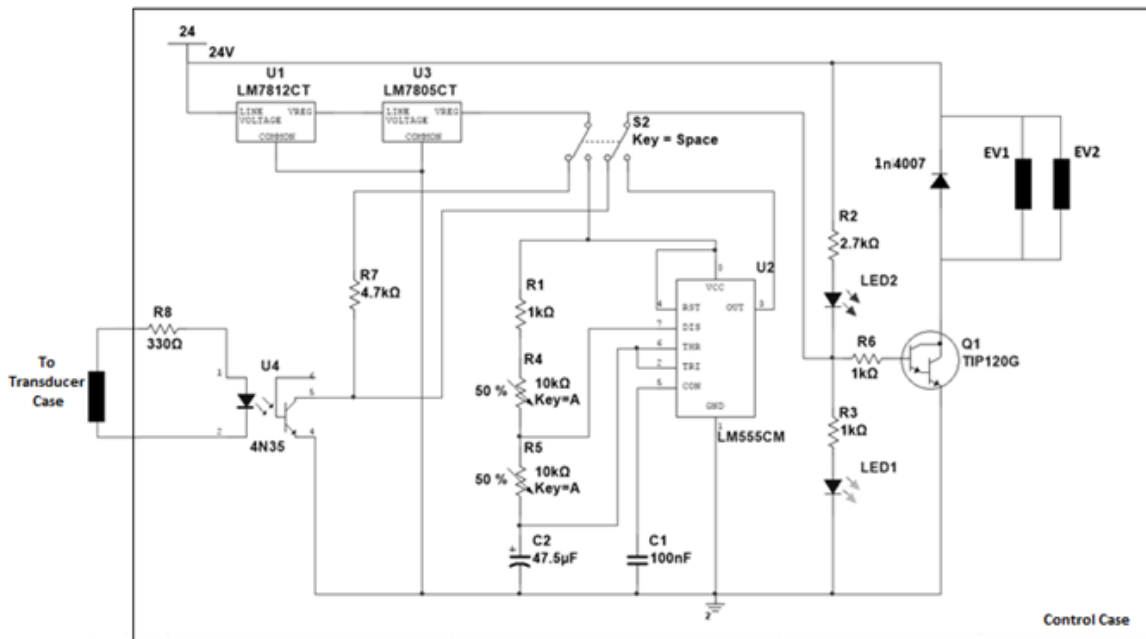 24
24V
U1
LM7812CT
LINE VREG
VOLTAGE
COMMON
U3
LM7805CT
LINE VREG
VOLTAGE
COMMON
S2
Key = Space
1n4007
EV1
EV2
R2
2.7kΩ
LED2
R7
4.7kΩ
R1
1kΩ
U2
8
VCC
4
RST
OUT
3
7
DIS
6
THR
2
TRI
5
CON
GND
1
LM555CM
R6
1kΩ
Q1
TIP120G
R8
330Ω
To
Transducer
Case
U4
1
2
6
5
4
4N35
R4
50 %
10kΩ
Key=A
R5
50 %
10kΩ
Key=A
R3
1kΩ
LED1
C2
47.5µF
C1
100nF
2
Control Case